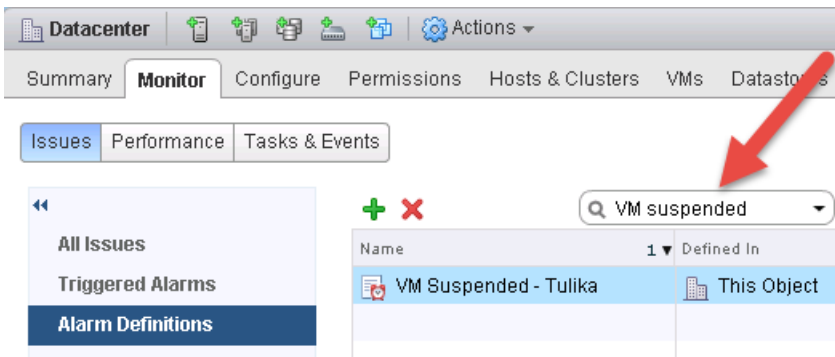 Datacenter Actions
Summary Monitor Configure Permissions Hosts & Clusters VMs Datastores
Issues Performance Tasks & Events
VM suspended
All Issues
Name 1 Defined In
Triggered Alarms
VM Suspended - Tulika This Object
Alarm Definitions